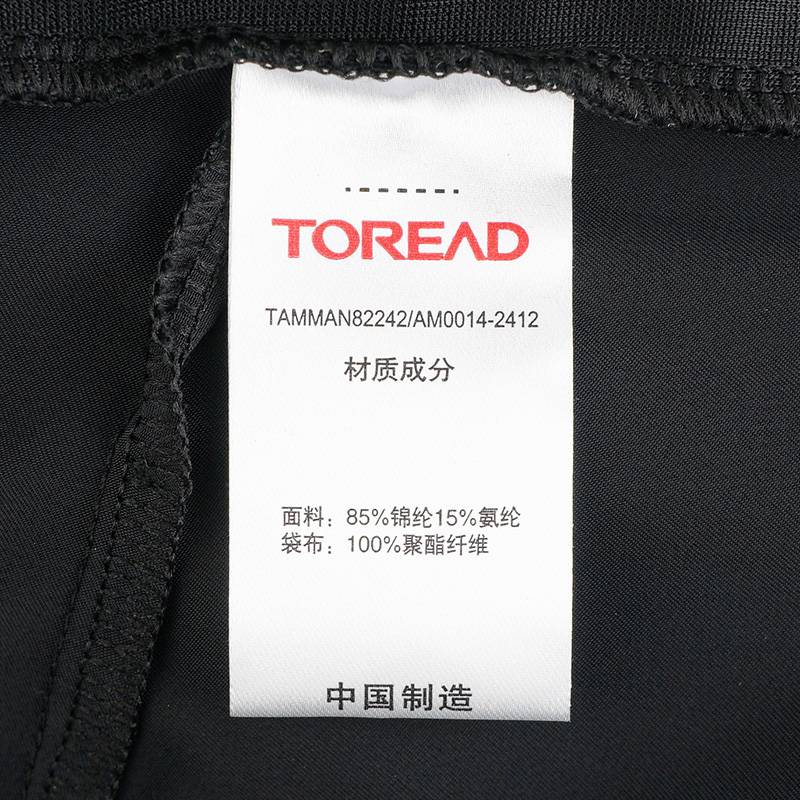 TOREAD
TAMMAN82242/AM0014-2412
材质成分
面料：85%锦纶15%氨纶
袋布：100%聚酯纤维
中国制造